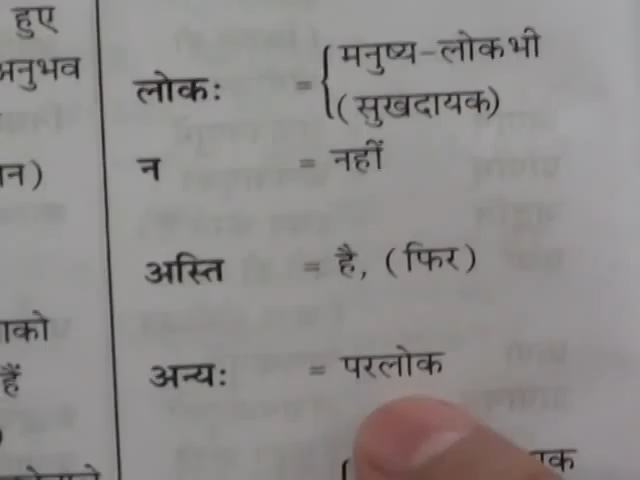 हुए
अनुभव
लोकः = मनुष्य-लोकभी
(सुखदायक)
न = नहीं
अस्ति = है, (फिर)
हैं
अन्यः = परलोक